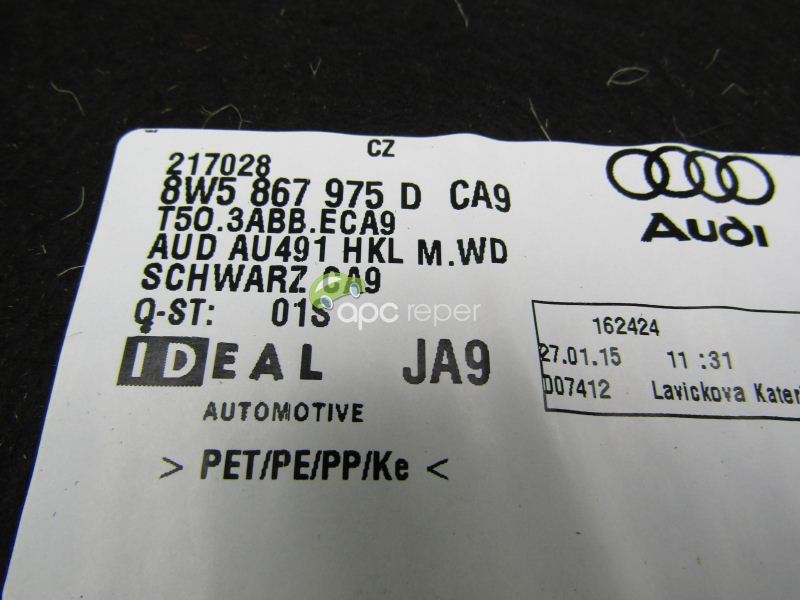 CZ
217028
8W5 867 975 D CA9
T50.3ABB.ECA9
AUD AU491 HKL M.WD
SCHWARZ CA9
Q-ST: 01S
apc reper
IDEAL JA9
AUTOMOTIVE
> PET/PE/PP/Ke <
Audi
162424
27.01.15 11:31
D07412 Lavickova Kater